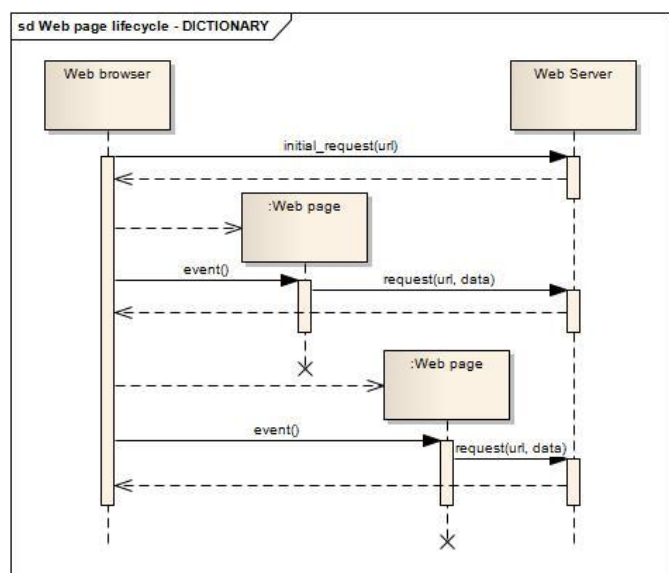 sd Web page lifecycle - DICTIONARY
Web browser
Web Server
initial_request(url)
:Web page
event()
request(url, data)
:Web page
event()
request(url, data)